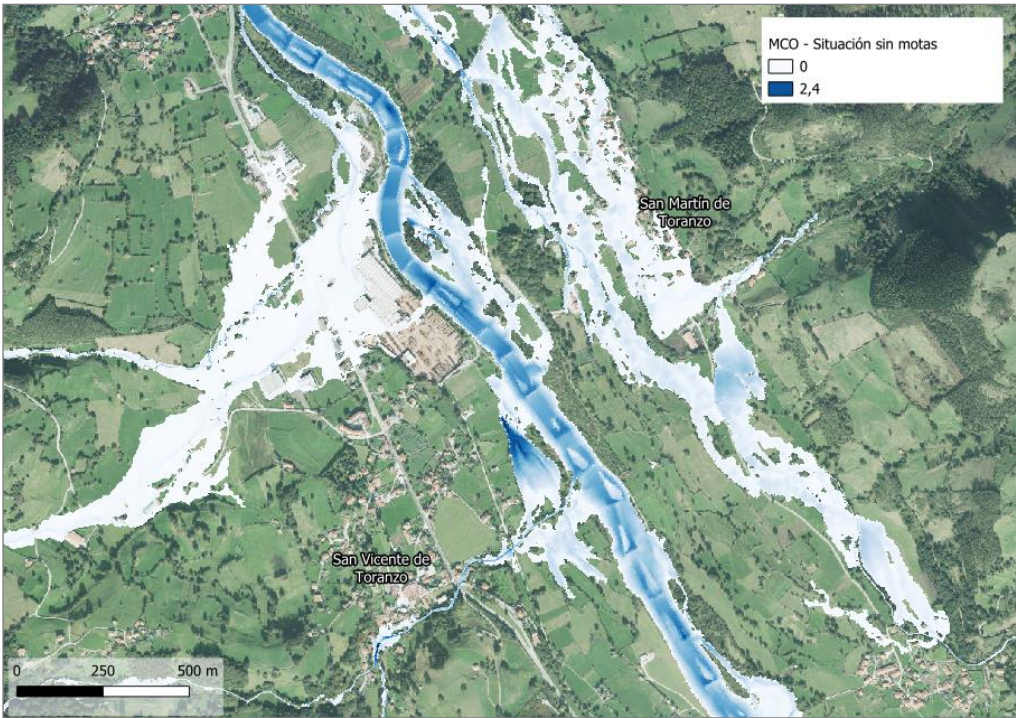 MCO - Situación sin motas
0
2,4
San Martín de
Toranzo
San Vicente de
Toranzo
0 250 500 m